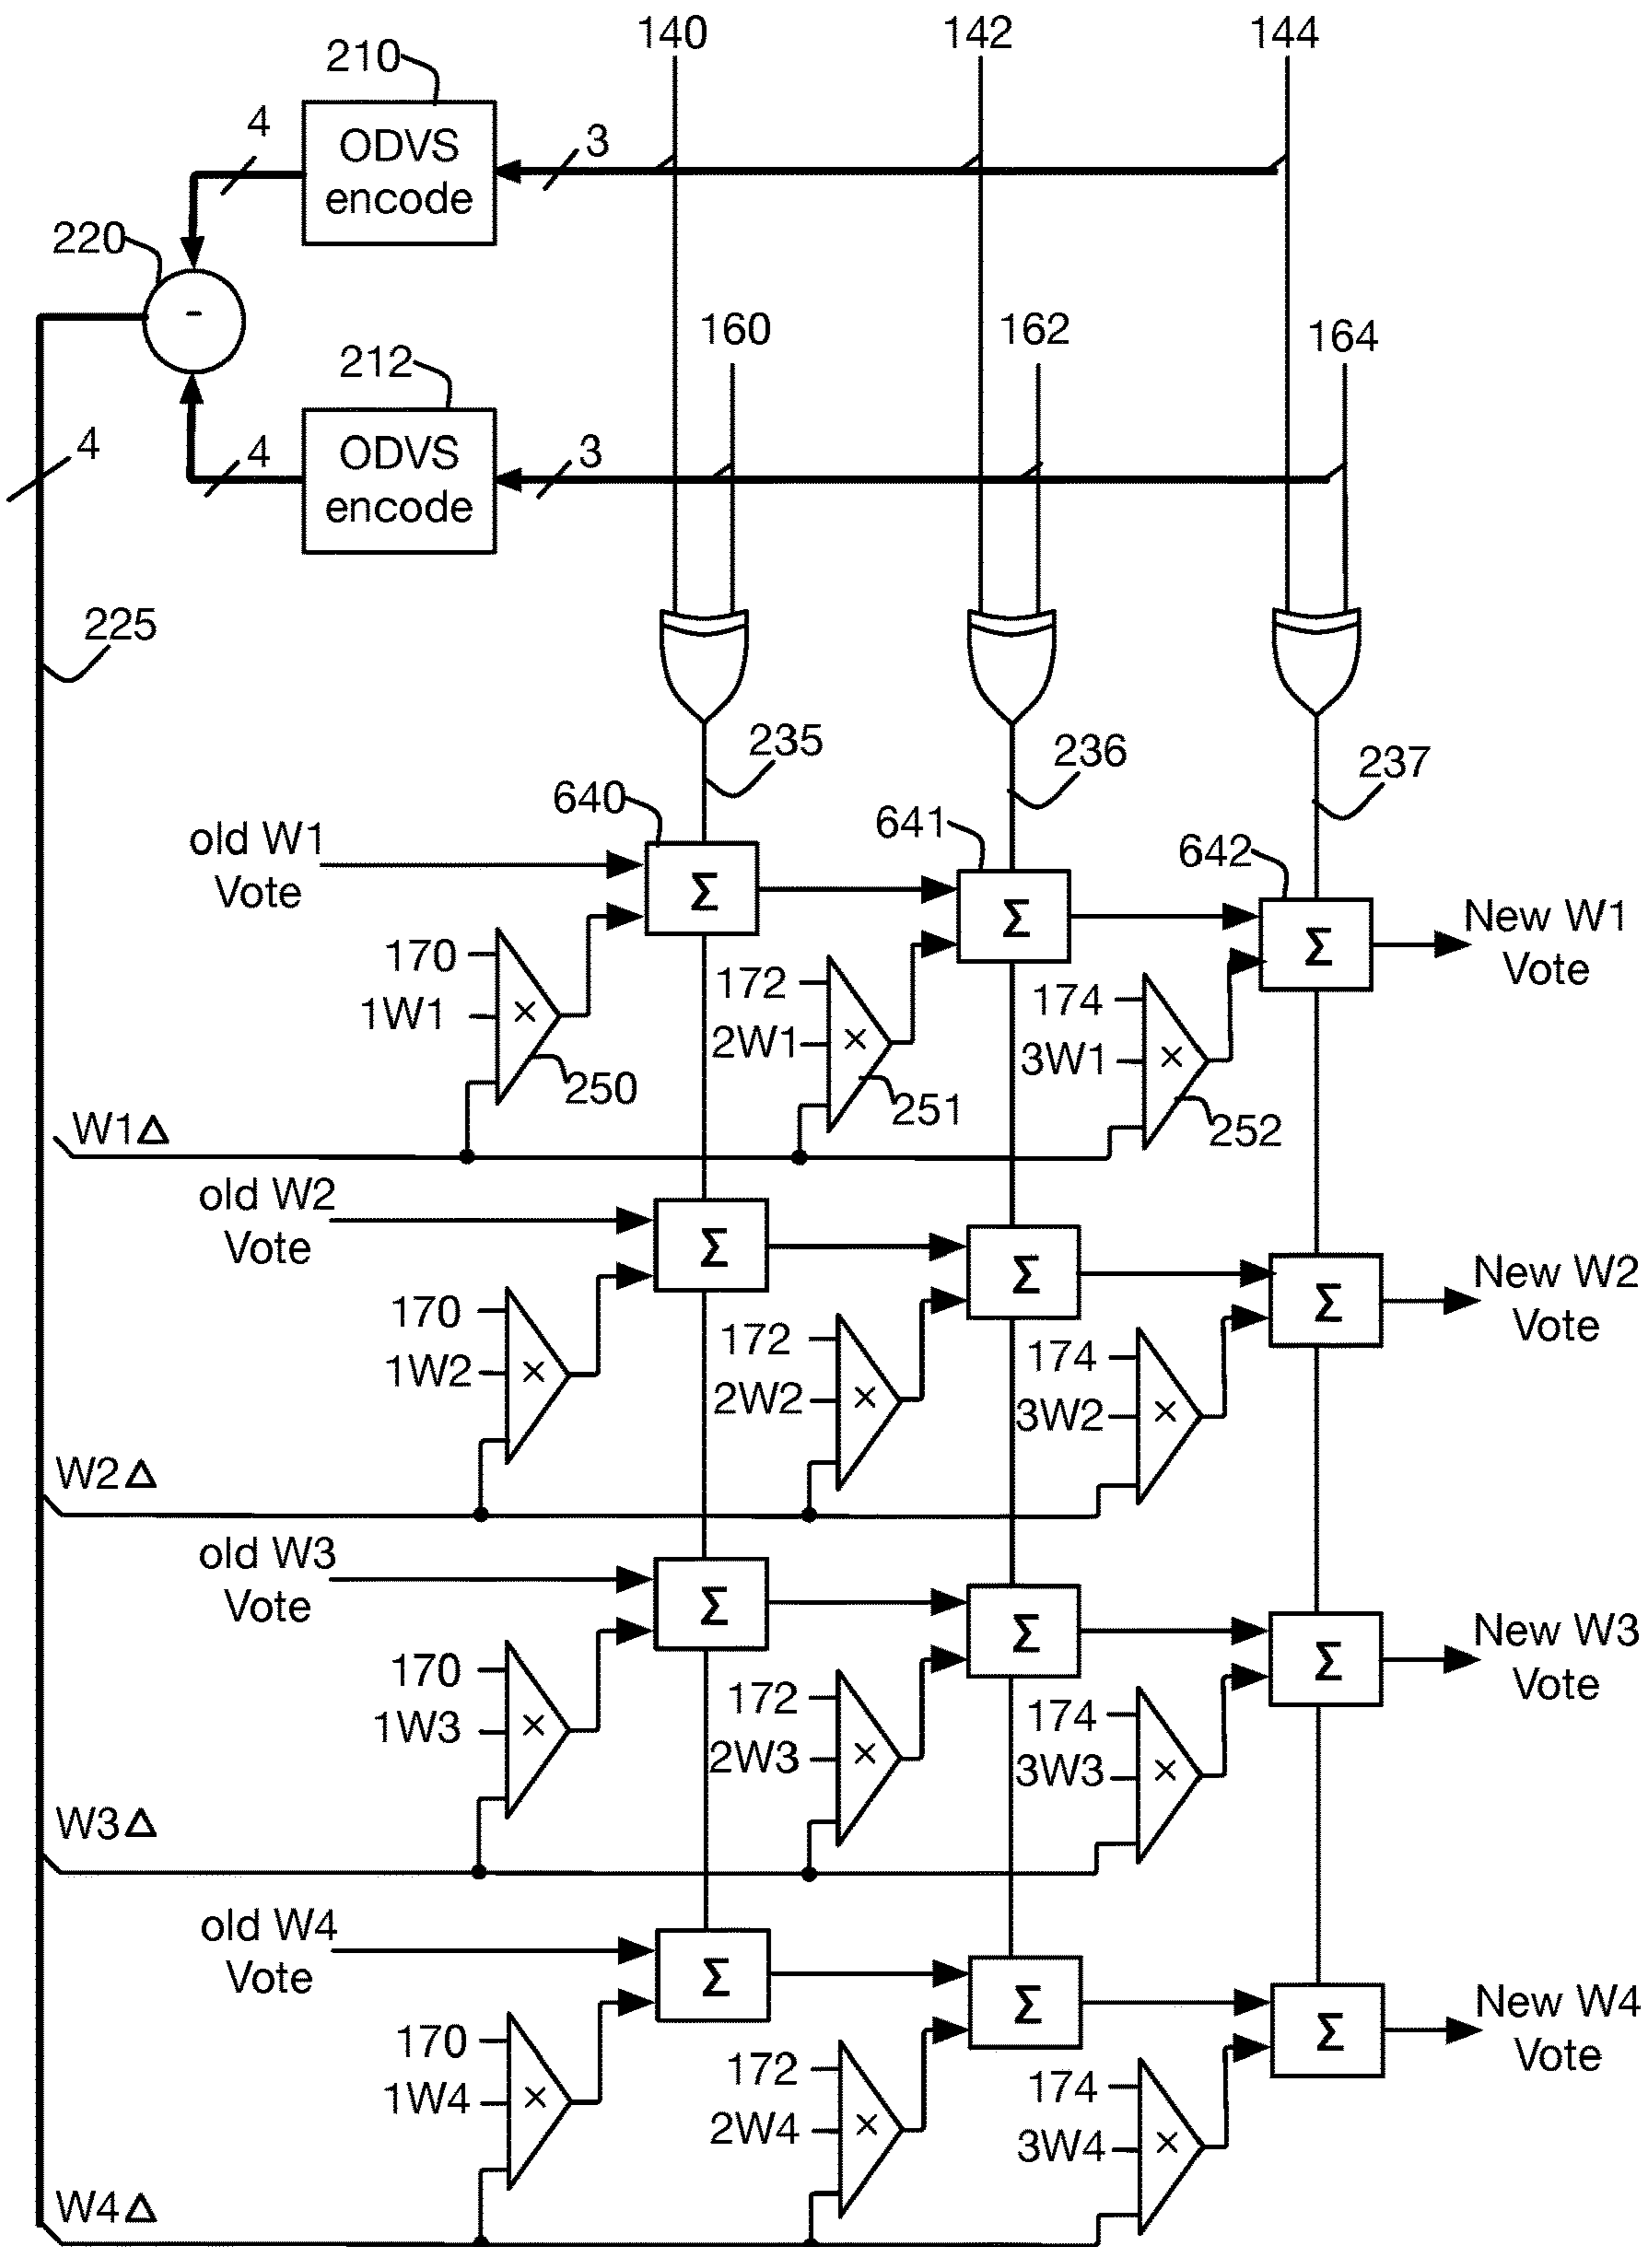 140
142
144
210
ODVS
encode
4
3
220
-
160
162
164
212
ODVS
encode
4
3
4
225
235
236
237
640
641
642
old W1
Vote
Σ
Σ
Σ
New W1
Vote
170
1W1
×
250
172
2W1
×
251
174
3W1
×
252
W1Δ
old W2
Vote
Σ
Σ
Σ
New W2
Vote
170
1W2
×
172
2W2
×
174
3W2
×
W2Δ
old W3
Vote
Σ
Σ
Σ
New W3
Vote
170
1W3
×
172
2W3
×
174
3W3
×
W3Δ
old W4
Vote
Σ
Σ
Σ
New W4
Vote
170
1W4
×
172
2W4
×
174
3W4
×
W4Δ